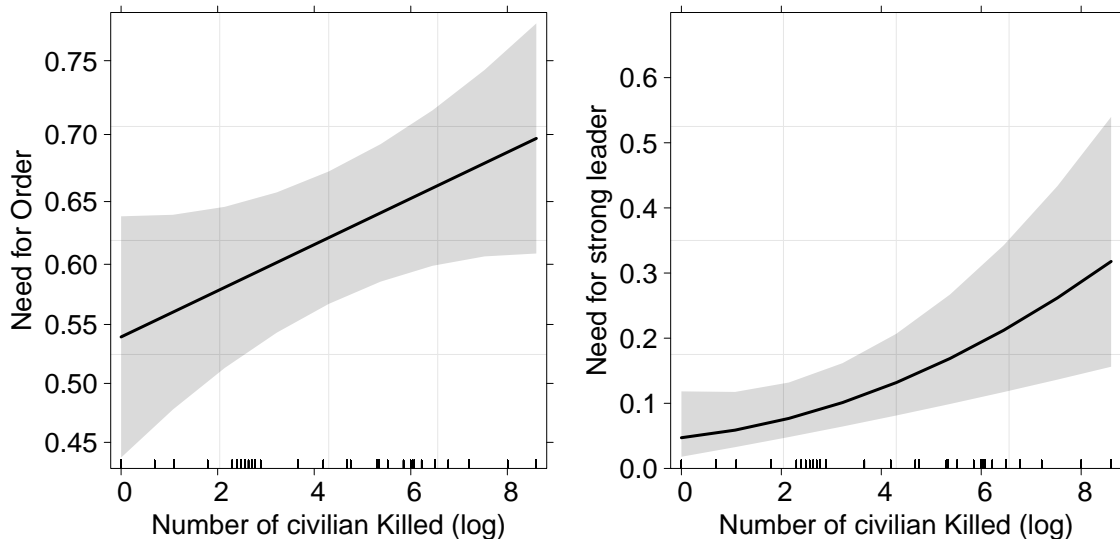 0.75
0.70
0.65
0.60
0.55
0.50
0.45
Need for Order
0 2 4 6 8
Number of civilian Killed (log)
0.6
0.5
0.4
0.3
0.2
0.1
0.0
Need for strong leader
0 2 4 6 8
Number of civilian Killed (log)